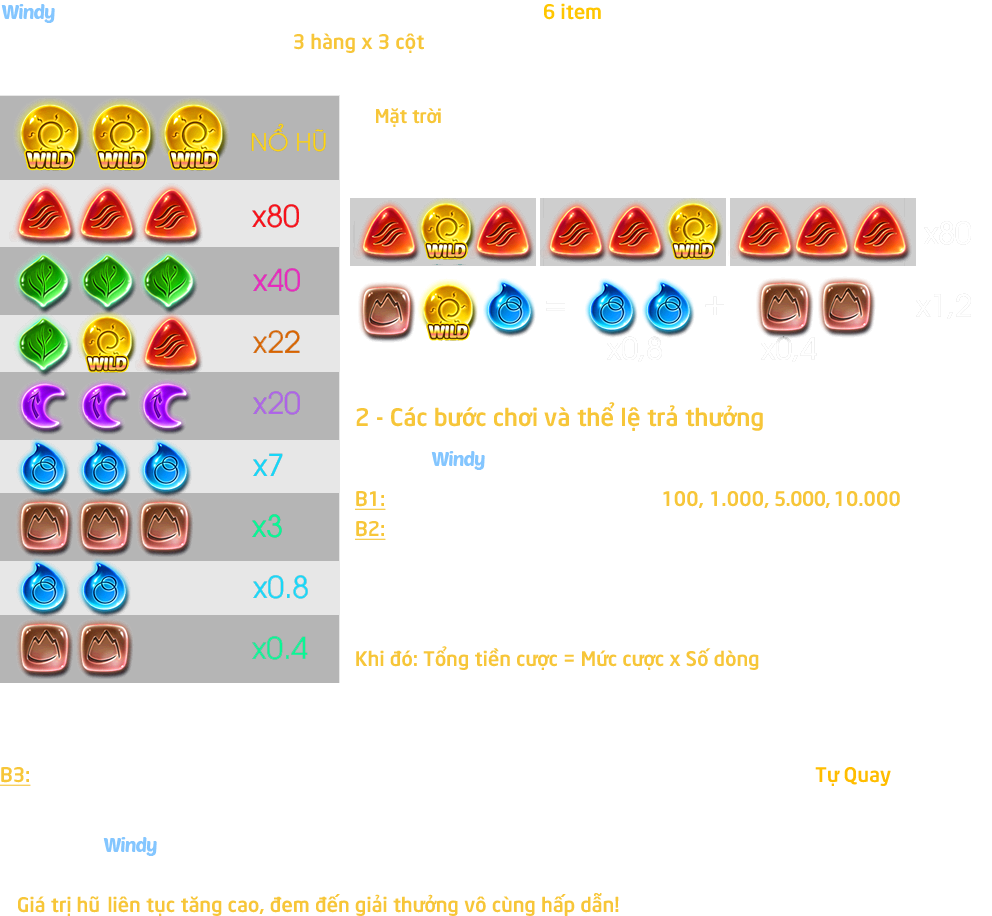 Windy 6 item
3 hàng x 3 cột
Mặt trời
WILD WILD WILD NỔ HŨ
x80
WILD WILD x80
x40
WILD = + x1,2
x0,8 x0,4
WILD x22
x20
2 - Các bước chơi và thể lệ trả thưởng
Windy
x7
B1: 100, 1.000, 5.000, 10.000
x3
B2:
x0.8
x0.4
Khi đó: Tổng tiền cược = Mức cược x Số dòng
B3: Tự Quay
Windy
Giá trị hũ liên tục tăng cao, đem đến giải thưởng vô cùng hấp dẫn!